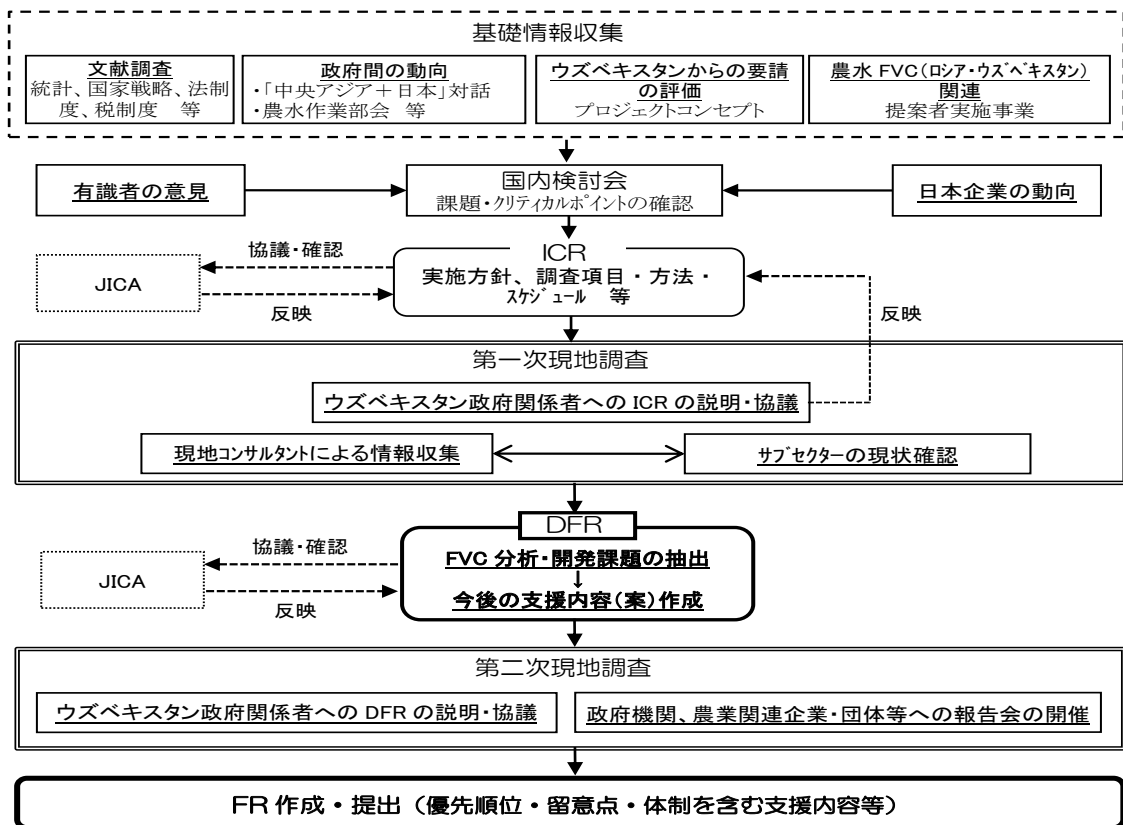 基礎情報収集
文献調査
統計、国家戦略、法制
度、税制度 等
政府間の動向
・「中央アジア+日本」対話
・農水作業部会 等
ウズベキスタンからの要請
の評価
プロジェクトコンセプト
農水 FVC(ロシア・ウズベキスタン)
関連
提案者実施事業
有識者の意見
国内検討会
課題・クリティカルポイントの確認
日本企業の動向
ICR
実施方針、調査項目・方法・
スケジュール 等
協議・確認
JICA
反映
反映
第一次現地調査
ウズベキスタン政府関係者への ICR の説明・協議
現地コンサルタントによる情報収集
サブセクターの現状確認
DFR
FVC 分析・開発課題の抽出
↓
今後の支援内容(案)作成
協議・確認
JICA
反映
第二次現地調査
ウズベキスタン政府関係者への DFR の説明・協議
政府機関、農業関連企業・団体等への報告会の開催
FR 作成・提出(優先順位・留意点・体制を含む支援内容等)